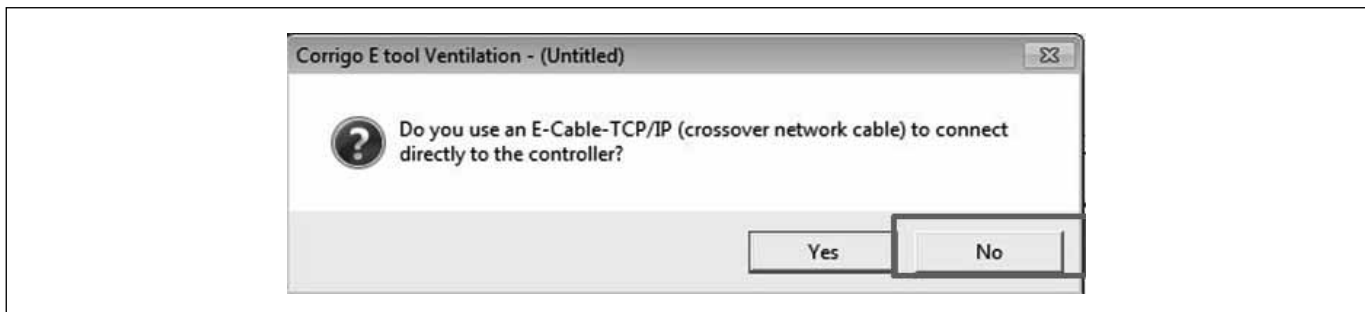 Corrigo E tool Ventilation - (Untitled)
Do you use an E-Cable-TCP/IP (crossover network cable) to connect
directly to the controller?
Yes No